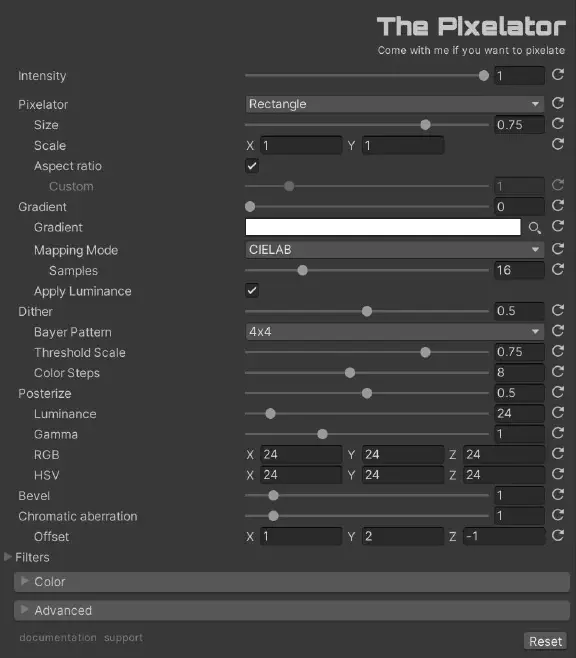 The Pixelator
Come with me if you want to pixelate
Intensity 1
Pixelator Rectangle
Size 0.75
Scale X 1 Y 1
Aspect ratio
Custom 1
Gradient 0
Gradient
Mapping Mode CIELAB
Samples 16
Apply Luminance
Dither 0.5
Bayer Pattern 4x4
Threshold Scale 0.75
Color Steps 8
Posterize 0.5
Luminance 24
Gamma 1
RGB X 24 Y 24 Z 24
HSV X 24 Y 24 Z 24
Bevel 1
Chromatic aberration 1
Offset X 1 Y 2 Z -1
Filters
Color
Advanced
documentation support
Reset